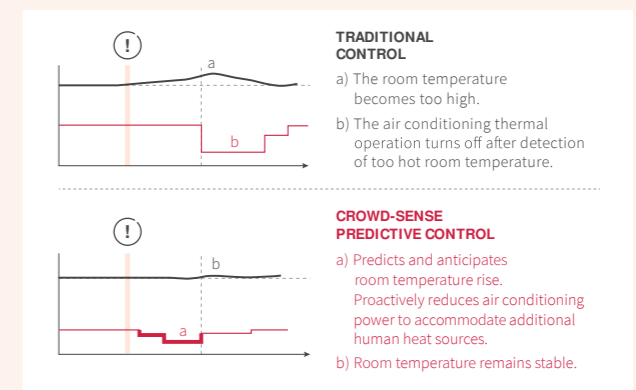 !
a
b
TRADITIONAL
CONTROL
a) The room temperature
becomes too high.
b) The air conditioning thermal
operation turns off after detection
of too hot room temperature.
!
b
a
CROWD-SENSE
PREDICTIVE CONTROL
a) Predicts and anticipates
room temperature rise.
Proactively reduces air conditioning
power to accommodate additional
human heat sources.
b) Room temperature remains stable.